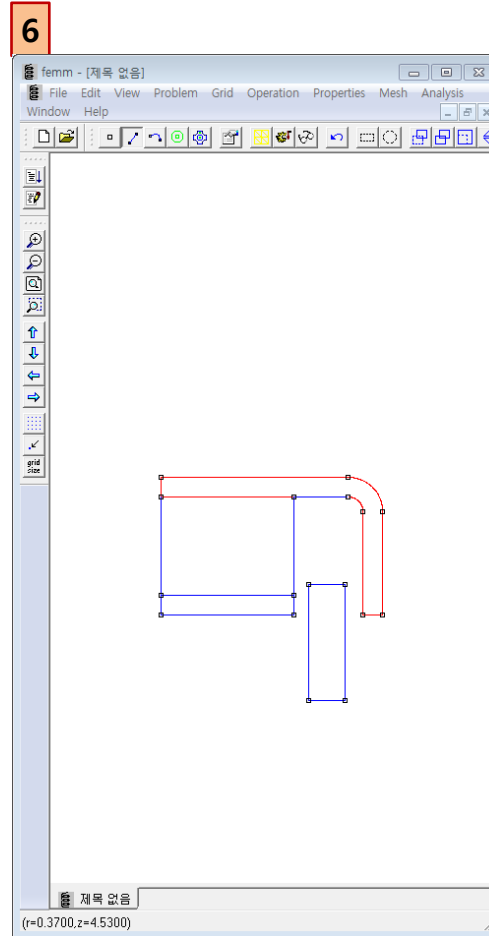 6
femm - [제목 없음]
File Edit View Problem Grid Operation Properties Mesh Analysis
Window Help
grid
size
제목 없음
(r=0.3700,z=4.5300)